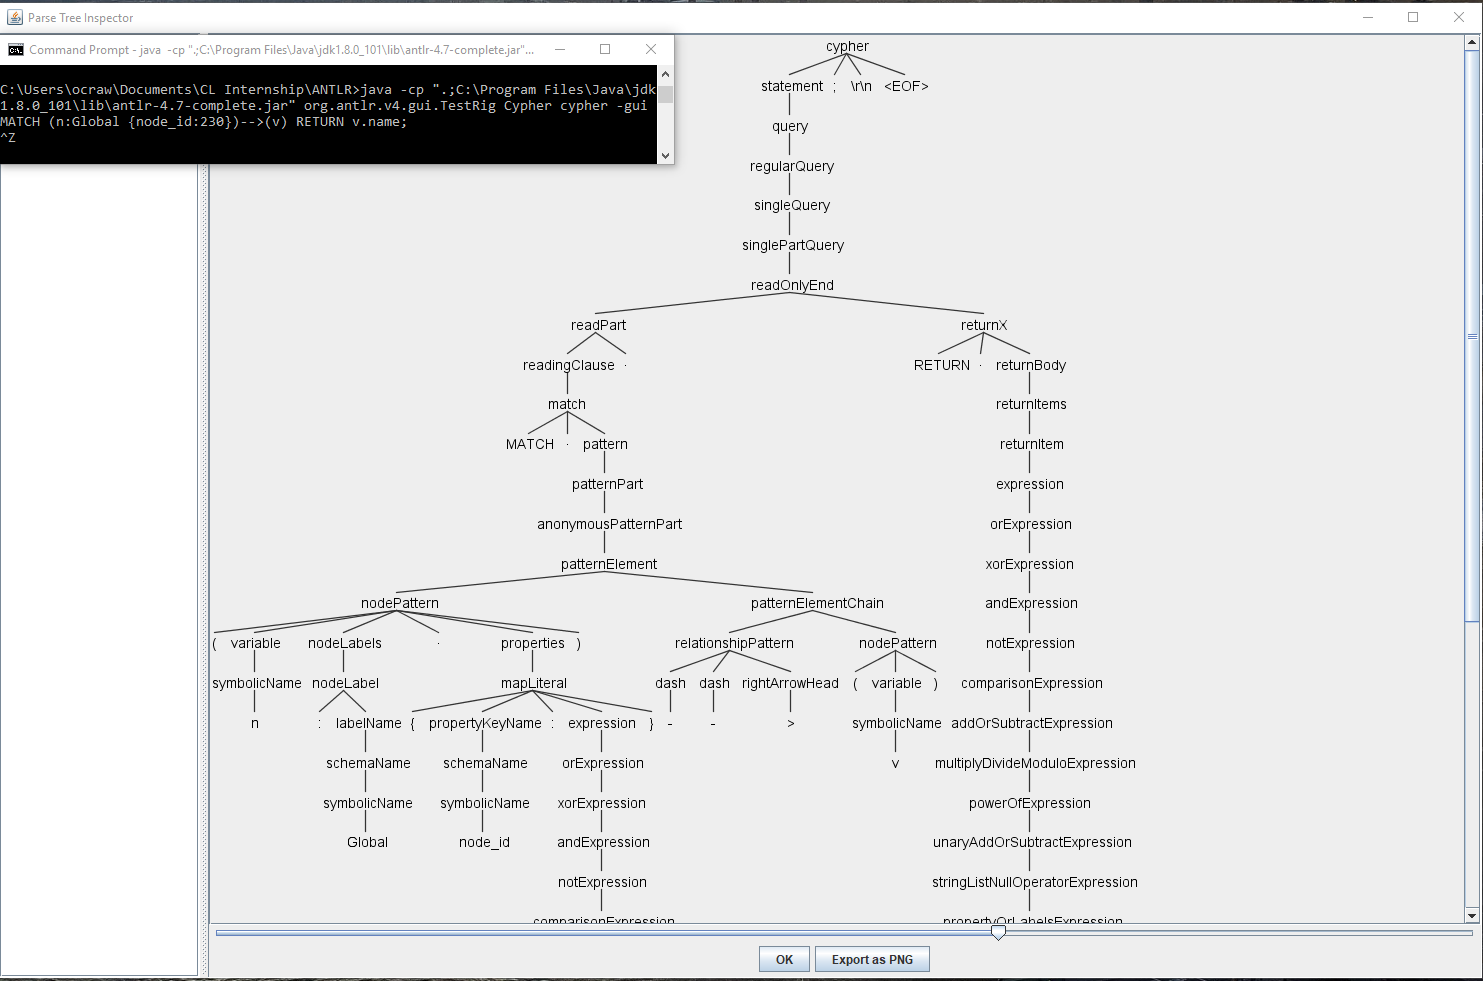 Parse Tree Inspector
Command Prompt - java  -cp ".;C:\Program Files\Java\jdk1.8.0_101\lib\antlr-4.7-complete.jar"...
C:\Users\ocraw\Documents\CL Internship\ANTLR>java -cp ".;C:\Program Files\Java\jdk
1.8.0_101\lib\antlr-4.7-complete.jar" org.antlr.v4.gui.TestRig Cypher cypher -gui
MATCH (n:Global {node_id:230})-->(v) RETURN v.name;
^Z
cypher
statement ; \r\n <EOF>
query
regularQuery
singleQuery
singlePartQuery
readOnlyEnd
readPart returnX
readingClause · RETURN · returnBody
match returnItems
MATCH · pattern returnItem
patternPart expression
anonymousPatternPart orExpression
patternElement xorExpression
nodePattern patternElementChain andExpression
( variable nodeLabels · properties ) relationshipPattern nodePattern notExpression
symbolicName nodeLabel mapLiteral dash dash rightArrowHead ( variable ) comparisonExpression
n : labelName { propertyKeyName : expression } - - > symbolicName addOrSubtractExpression
schemaName schemaName orExpression v multiplyDivideModuloExpression
symbolicName symbolicName xorExpression powerOfExpression
Global node_id andExpression unaryAddOrSubtractExpression
notExpression stringListNullOperatorExpression
comparisonExpression propertyOrLabelsExpression
OK Export as PNG